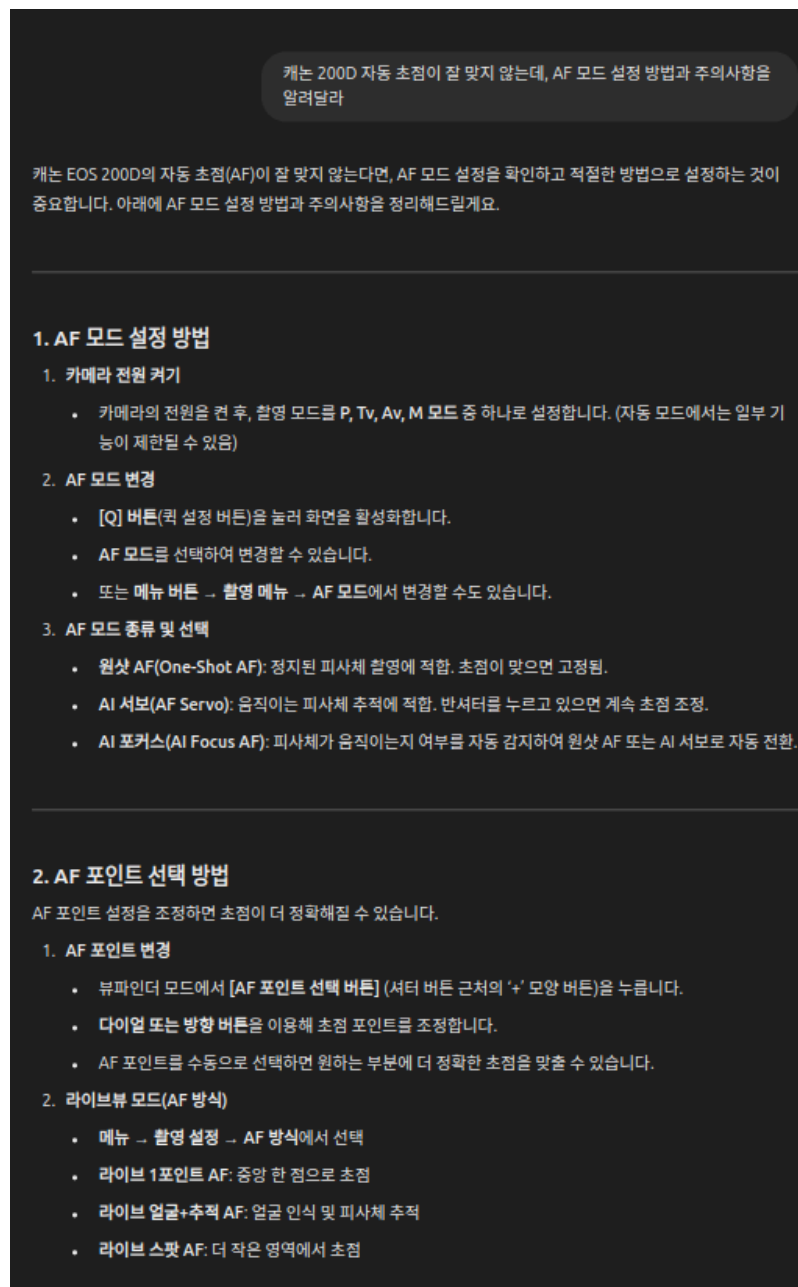 캐논 200D 자동 초점이 잘 맞지 않는데, AF 모드 설정 방법과 주의사항을
알려달라
캐논 EOS 200D의 자동 초점(AF)이 잘 맞지 않는다면, AF 모드 설정을 확인하고 적절한 방법으로 설정하는 것이
중요합니다. 아래에 AF 모드 설정 방법과 주의사항을 정리해드릴게요.
1. AF 모드 설정 방법
1. 카메라 전원 켜기
• 카메라의 전원을 켠 후, 촬영 모드를 P, Tv, Av, M 모드 중 하나로 설정합니다. (자동 모드에서는 일부 기
능이 제한될 수 있음)
2. AF 모드 변경
• [Q] 버튼(퀵 설정 버튼)을 눌러 화면을 활성화합니다.
• AF 모드를 선택하여 변경할 수 있습니다.
• 또는 메뉴 버튼 → 촬영 메뉴 → AF 모드에서 변경할 수도 있습니다.
3. AF 모드 종류 및 선택
• 원샷 AF(One-Shot AF): 정지된 피사체 촬영에 적합. 초점이 맞으면 고정됨.
• AI 서보(AF Servo): 움직이는 피사체 추적에 적합. 반셔터를 누르고 있으면 계속 초점 조정.
• AI 포커스(AI Focus AF): 피사체가 움직이는지 여부를 자동 감지하여 원샷 AF 또는 AI 서보로 자동 전환.
2. AF 포인트 선택 방법
AF 포인트 설정을 조정하면 초점이 더 정확해질 수 있습니다.
1. AF 포인트 변경
• 뷰파인더 모드에서 [AF 포인트 선택 버튼] (셔터 버튼 근처의 ‘+’ 모양 버튼)을 누릅니다.
• 다이얼 또는 방향 버튼을 이용해 초점 포인트를 조정합니다.
• AF 포인트를 수동으로 선택하면 원하는 부분에 더 정확한 초점을 맞출 수 있습니다.
2. 라이브뷰 모드(AF 방식)
• 메뉴 → 촬영 설정 → AF 방식에서 선택
• 라이브 1포인트 AF: 중앙 한 점으로 초점
• 라이브 얼굴+추적 AF: 얼굴 인식 및 피사체 추적
• 라이브 스팟 AF: 더 작은 영역에서 초점